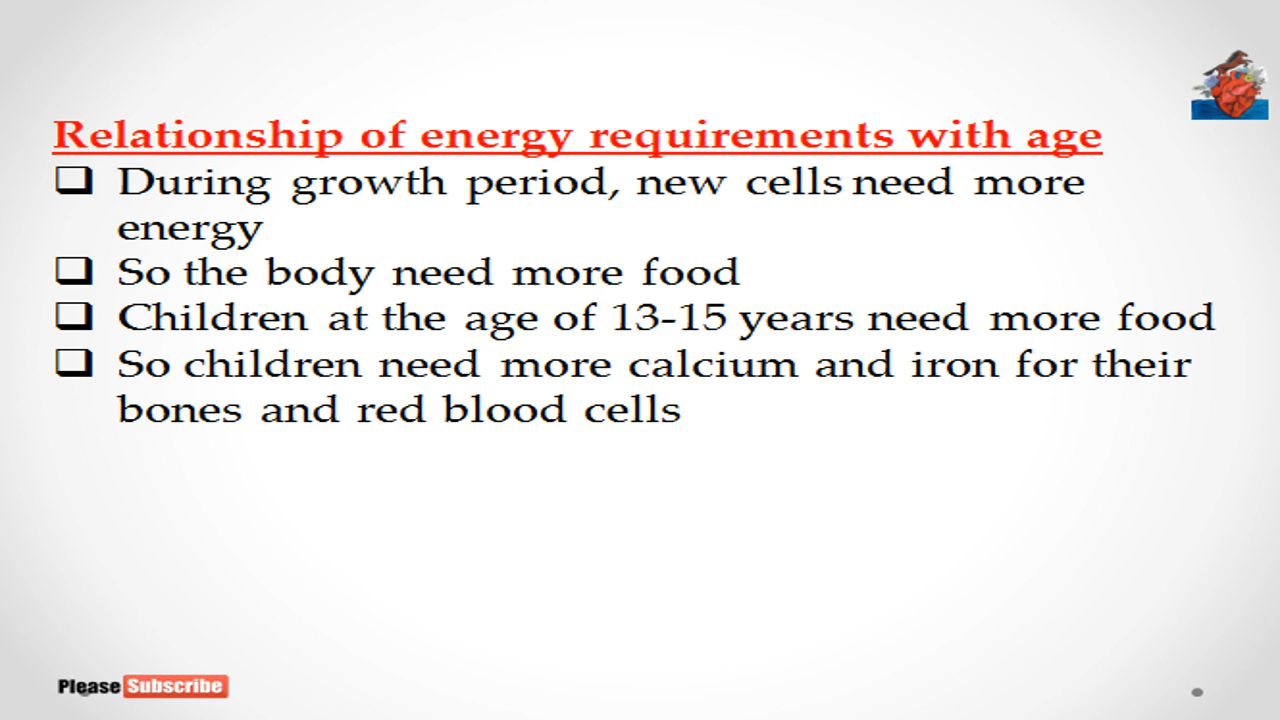 Relationship of energy requirements with age
During growth period, new cells need more
energy
So the body need more food
Children at the age of 13-15 years need more food
So children need more calcium and iron for their
bones and red blood cells
Please Subscribe